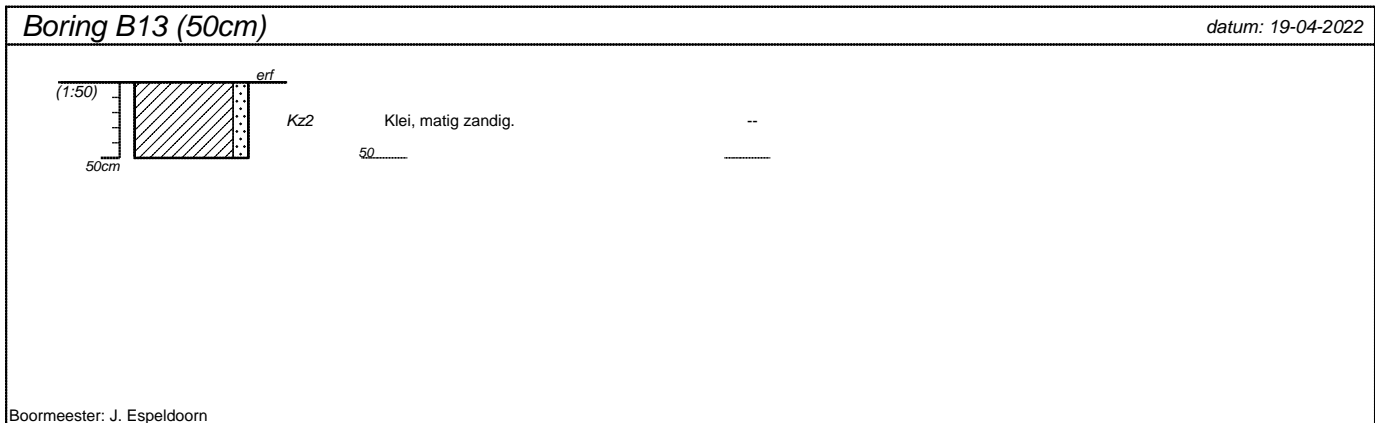 Boring B13 (50cm)
datum: 19-04-2022
erf
(1:50)
Kz2 Klei, matig zandig. --
50
50cm
Boormeester: J. Espeldoorn